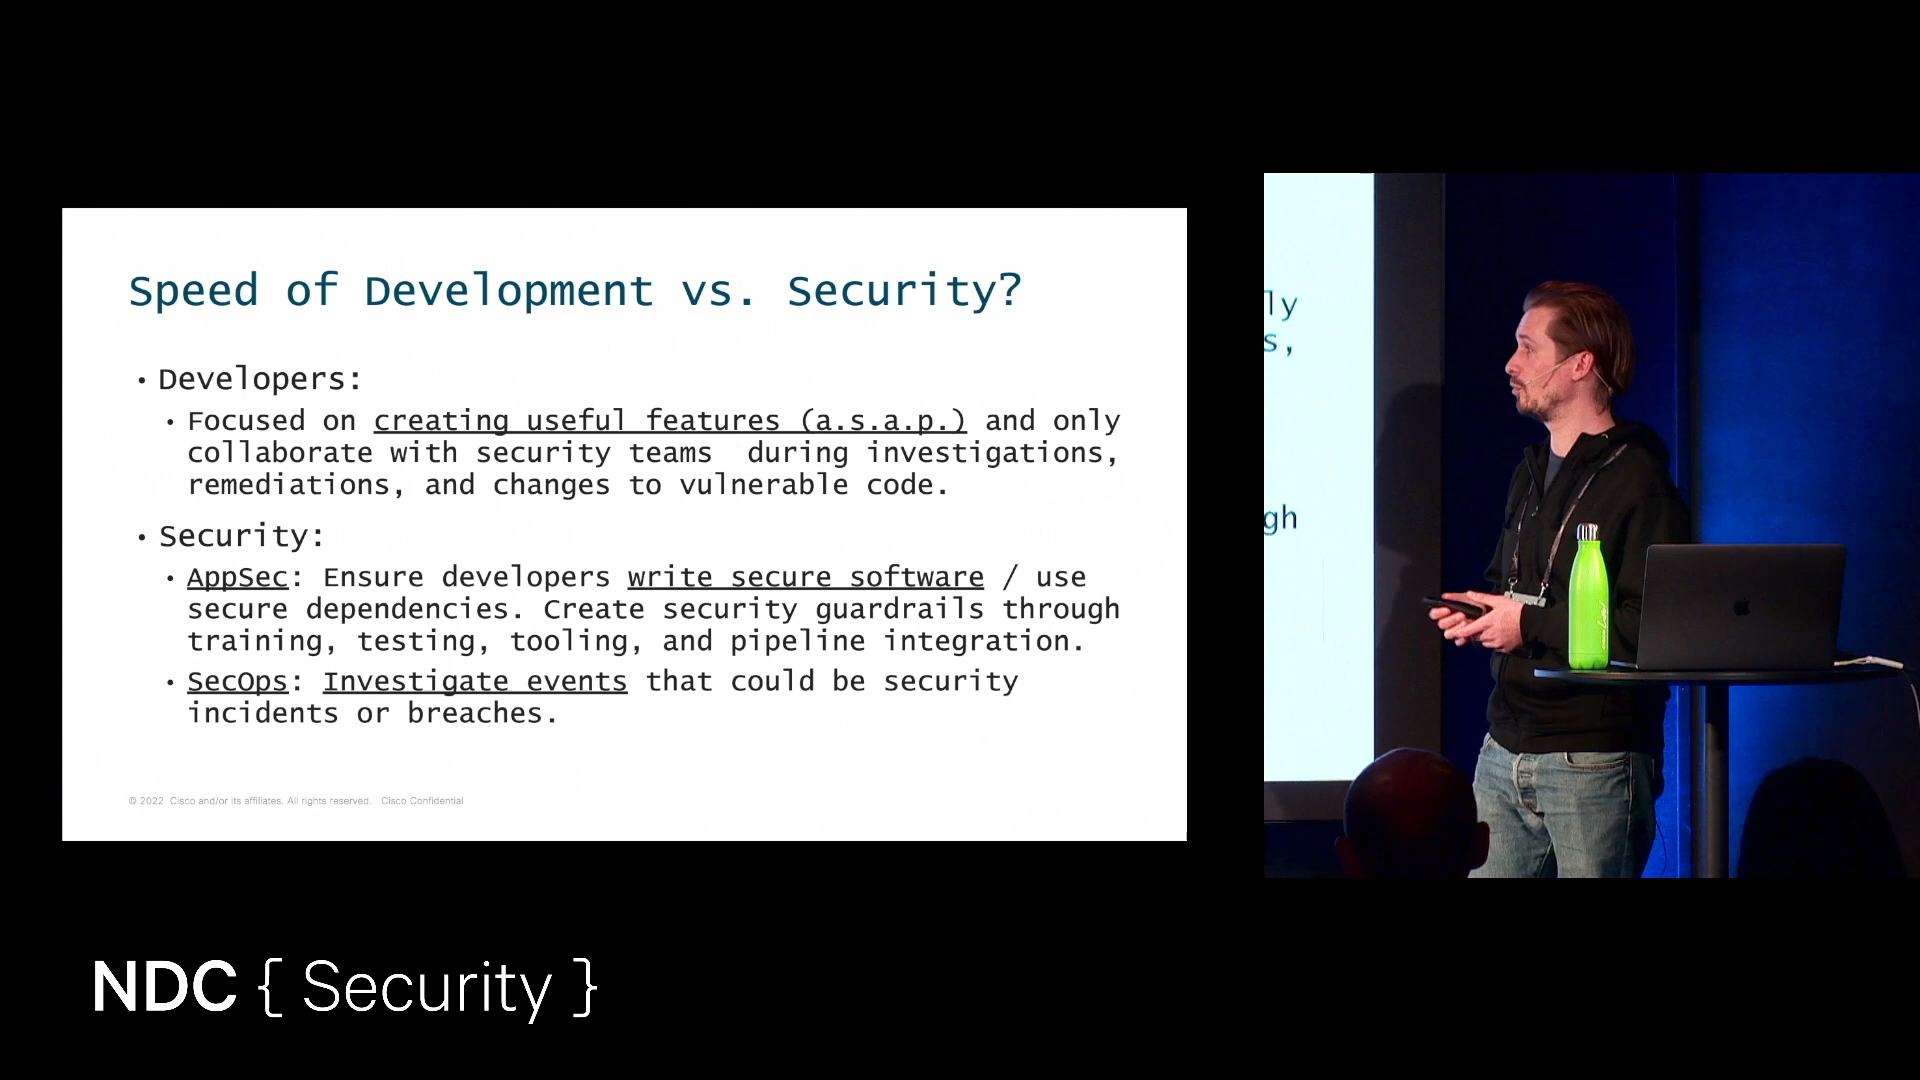 Speed of Development vs. Security?
• Developers:
• Focused on creating useful features (a.s.a.p.) and only
collaborate with security teams  during investigations,
remediations, and changes to vulnerable code.
• Security:
• AppSec: Ensure developers write secure software / use
secure dependencies. Create security guardrails through
training, testing, tooling, and pipeline integration.
• SecOps: Investigate events that could be security
incidents or breaches.
© 2022 Cisco and/or its affiliates. All rights reserved. Cisco Confidential
ly
s,
gh
NDC { Security }